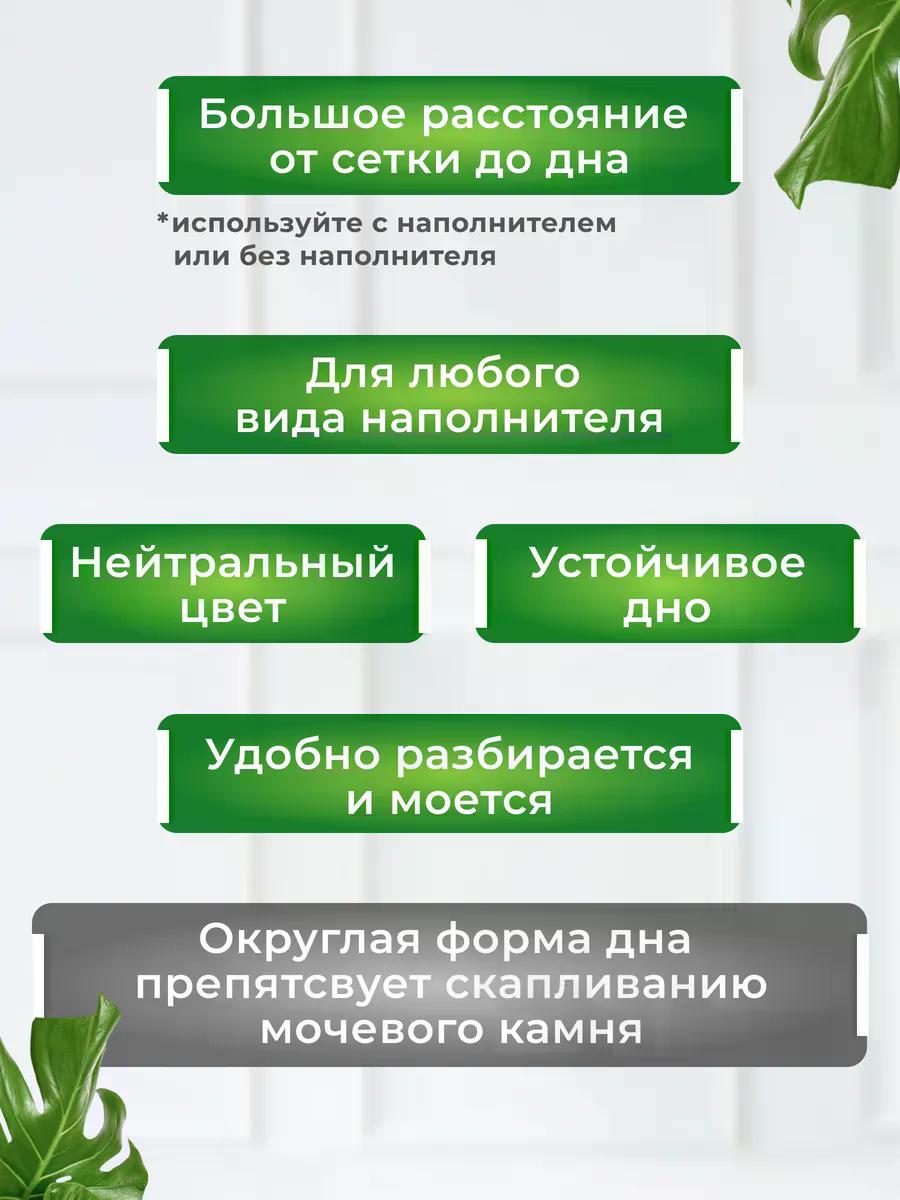 Большое расстояние
от сетки до дна
*используйте с наполнителем
или без наполнителя
Для любого
вида наполнителя
Нейтральный
цвет
Устойчивое
дно
Удобно разбирается
и моется
Округлая форма дна
препятсвует скапливанию
мочевого камня